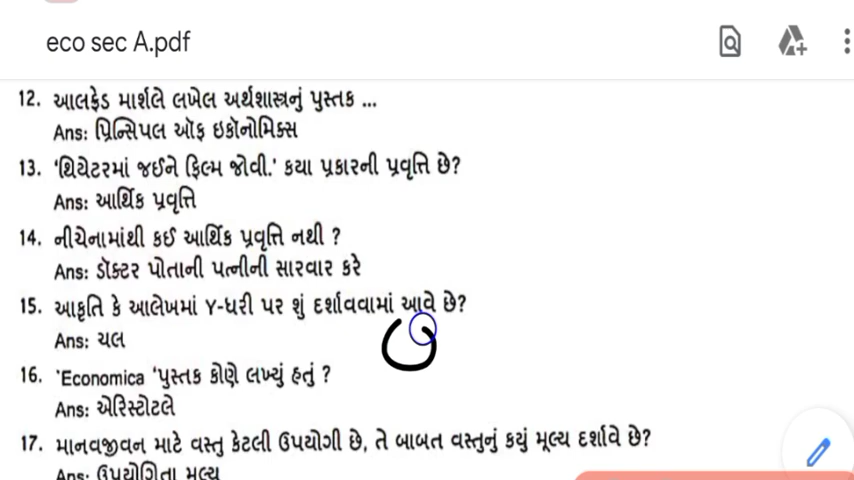 eco sec A.pdf
12. આલફ્રેડ માર્શલે લખેલ અર્થશાસ્ત્રનું પુસ્તક ...
Ans: પ્રિન્સિપલ ઑફ ઇકૉનોમિક્સ
13. 'થિયેટરમાં જઈને ફિલ્મ જોવી.' કયા પ્રકારની પ્રવૃત્તિ છે?
Ans: આર્થિક પ્રવૃત્તિ
14. નીચેનામાંથી કઈ આર્થિક પ્રવૃત્તિ નથી ?
Ans: ડૉક્ટર પોતાની પત્નીની સારવાર કરે
15. આકૃતિ કે આલેખમાં Y-ધરી પર શું દર્શાવવામાં આવે છે?
Ans: ચલ
16. 'Economica 'પુસ્તક કોણે લખ્યું હતું ?
Ans: એરિસ્ટોટલે
17. માનવજીવન માટે વસ્તુ કેટલી ઉપયોગી છે, તે બાબત વસ્તુનું કયું મૂલ્ય દર્શાવે છે?
Ans: ઉપયોગિતા મૂલ્ય